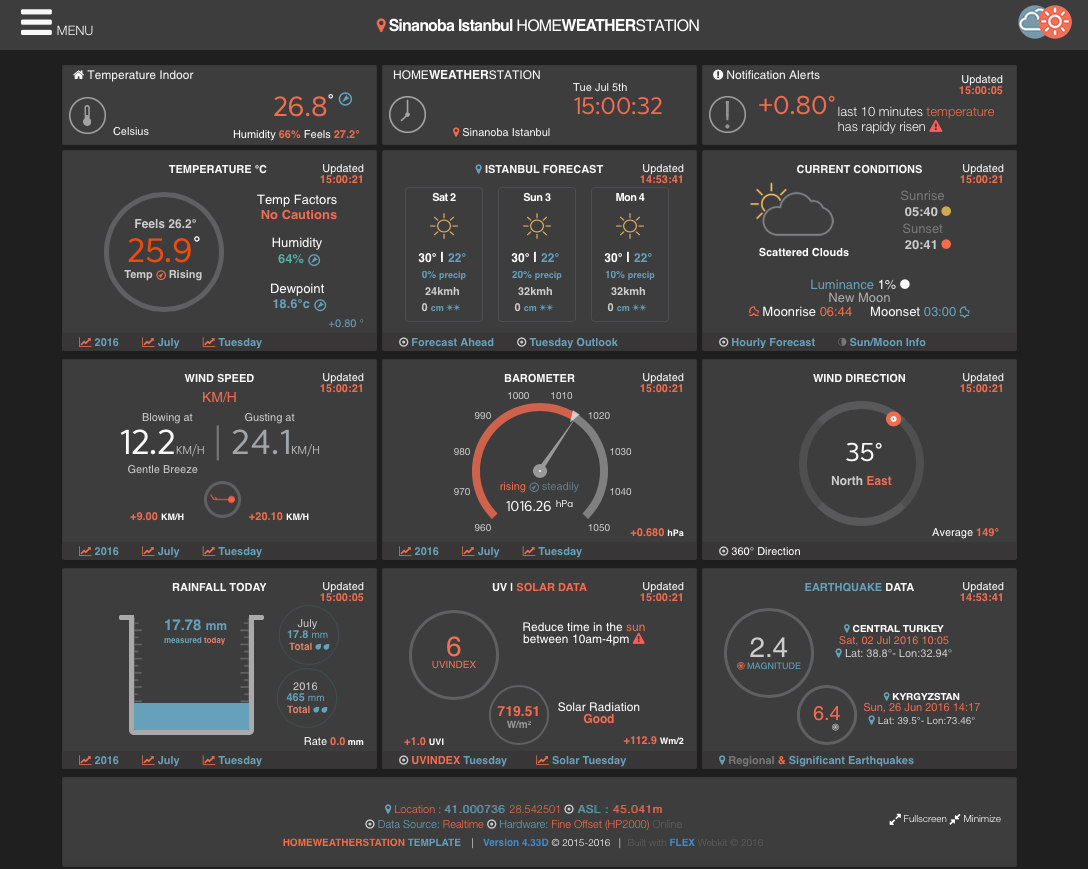 MENU
Sinanoba Istanbul HOMEWEATHERSTATION
Temperature Indoor
26.8°
Celsius
Humidity 66% Feels 27.2°
HOMEWEATHERSTATION
Tue Jul 5th
15:00:32
Sinanoba Istanbul
Notification Alerts
Updated
15:00:05
+0.80°
last 10 minutes temperature
has rapidy risen
TEMPERATURE °C
Updated
15:00:21
Feels 26.2°
25.9°
Temp Rising
Temp Factors
No Cautions
Humidity
64%
Dewpoint
18.6°c
+0.80 °
2016 July Tuesday
ISTANBUL FORECAST
Updated
14:53:41
Sat 2 Sun 3 Mon 4
30° | 22° 30° | 22° 30° | 22°
0% precip 20% precip 10% precip
24kmh 32kmh 32kmh
0 cm ** 0 cm ** 0 cm **
Forecast Ahead Tuesday Outlook
CURRENT CONDITIONS
Updated
15:00:21
Scattered Clouds
Sunrise
05:40
Sunset
20:41
Luminance 1%
New Moon
Moonrise 06:44 Moonset 03:00
Hourly Forecast Sun/Moon Info
WIND SPEED
KM/H
Updated
15:00:21
Blowing at Gusting at
12.2KM/H | 24.1KM/H
Gentle Breeze
+9.00 KM/H +20.10 KM/H
2016 July Tuesday
BAROMETER
Updated
15:00:21
960
970
980
990
1000
1010
1020
1030
1040
1050
rising steadily
1016.26 hPa
+0.680 hPa
2016 July Tuesday
WIND DIRECTION
Updated
15:00:21
35°
North East
Average 149°
360° Direction
RAINFALL TODAY
Updated
15:00:05
17.78 mm
measured today
July
17.8 mm
Total
2016
465 mm
Total
Rate 0.0 mm
2016 July Tuesday
UV | SOLAR DATA
Updated
15:00:21
6
UVINDEX
Reduce time in the sun
between 10am-4pm
719.51
W/m²
Solar Radiation
Good
+1.0 UVI +112.9 Wm/2
UVINDEX Tuesday Solar Tuesday
EARTHQUAKE DATA
Updated
14:53:41
2.4
MAGNITUDE
CENTRAL TURKEY
Sat, 02 Jul 2016 10:05
Lat: 38.8°- Lon:32.94°
6.4
KYRGYZSTAN
Sun, 26 Jun 2016 14:17
Lat: 39.5°- Lon:73.46°
Regional & Significant Earthquakes
Location : 41.000736 28.542501 ASL : 45.041m
Data Source: Realtime Hardware: Fine Offset (HP2000) Online
HOMEWEATHERSTATION TEMPLATE | Version 4.33D © 2015-2016 | Built with FLEX Webkit © 2016
Fullscreen Minimize